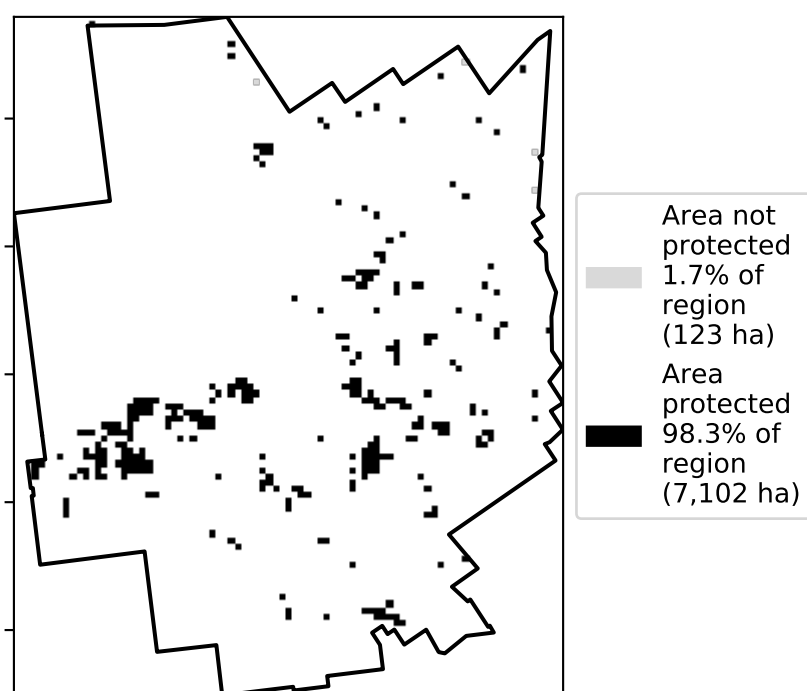 Area not
protected
1.7% of
region
(123 ha)
Area
protected
98.3% of
region
(7,102 ha)